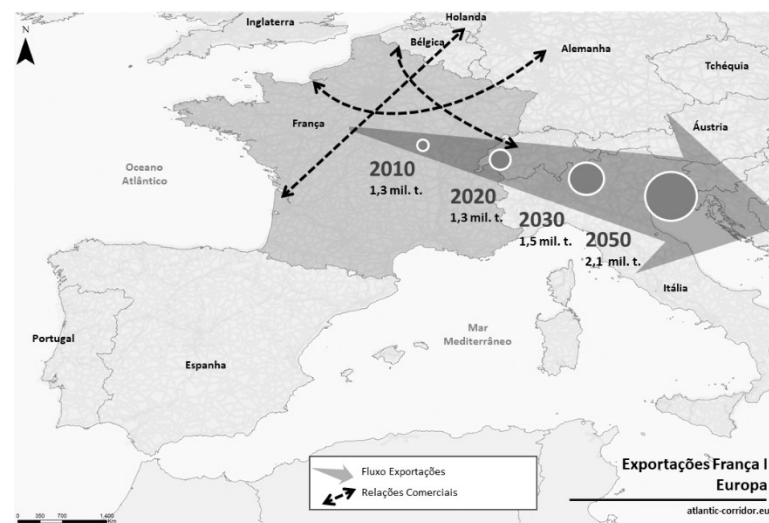 Holanda
Inglaterra
N
Bélgica
Alemanha
Tchéquia
França
Áustria
Oceano
Atlântico
2010
1,3 mil. t.
2020
1,3 mil. t.
2030
1,5 mil. t.
2050
2,1 mil. t.
Itália
Mar
Mediterrâneo
Portugal
Espanha
Fluxo Exportações
Relações Comerciais
Exportações França I
Europa
atlantic-corridor.eu
0 350 700 1.400
Km